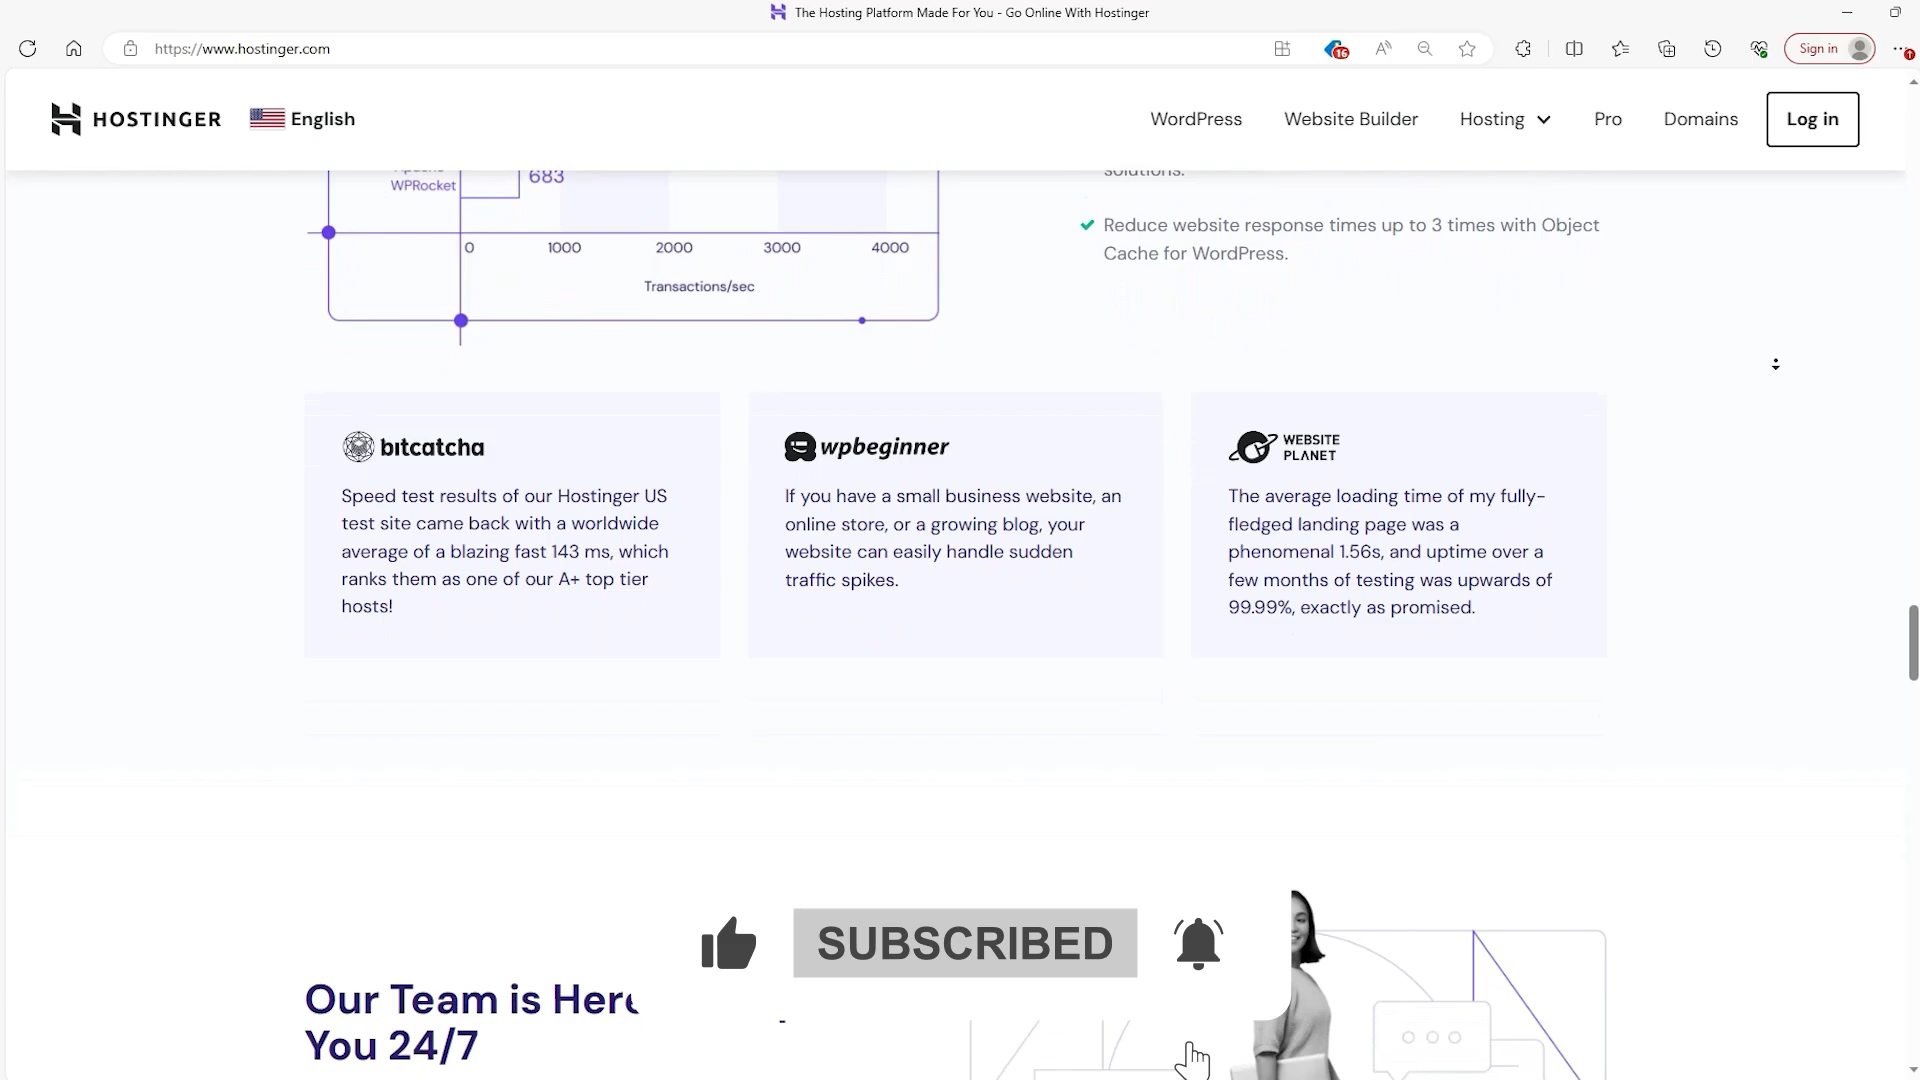 The Hosting Platform Made For You - Go Online With Hostinger
https://www.hostinger.com
16
Sign in
HOSTINGER
English
WordPress
Website Builder
Hosting
Pro
Domains
Log in
WPRocket
683
solutions.
0
1000
2000
3000
4000
Transactions/sec
Reduce website response times up to 3 times with Object
Cache for WordPress.
bitcatcha
Speed test results of our Hostinger US
test site came back with a worldwide
average of a blazing fast 143 ms, which
ranks them as one of our A+ top tier
hosts!
wpbeginner
If you have a small business website, an
online store, or a growing blog, your
website can easily handle sudden
traffic spikes.
WEBSITE
PLANET
The average loading time of my fully-
fledged landing page was a
phenomenal 1.56s, and uptime over a
few months of testing was upwards of
99.99%, exactly as promised.
SUBSCRIBED
Our Team is Here
You 24/7